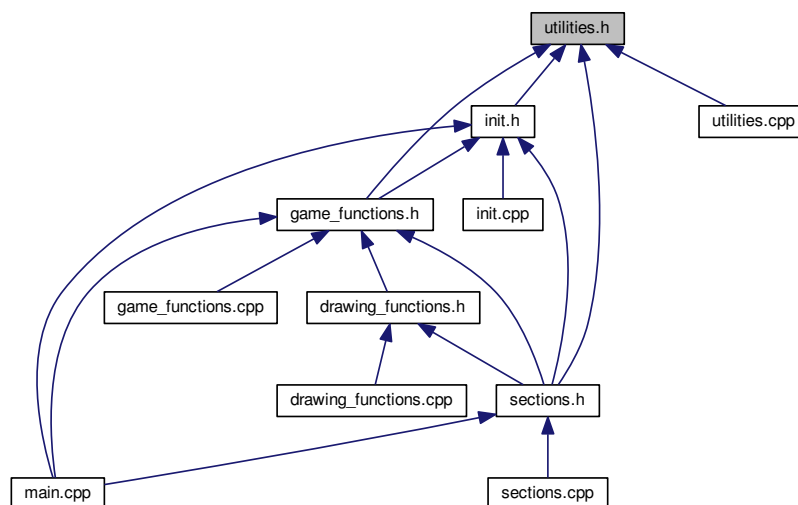 utilities.h
init.h
utilities.cpp
game_functions.h
init.cpp
game_functions.cpp
drawing_functions.h
drawing_functions.cpp
sections.h
main.cpp
sections.cpp